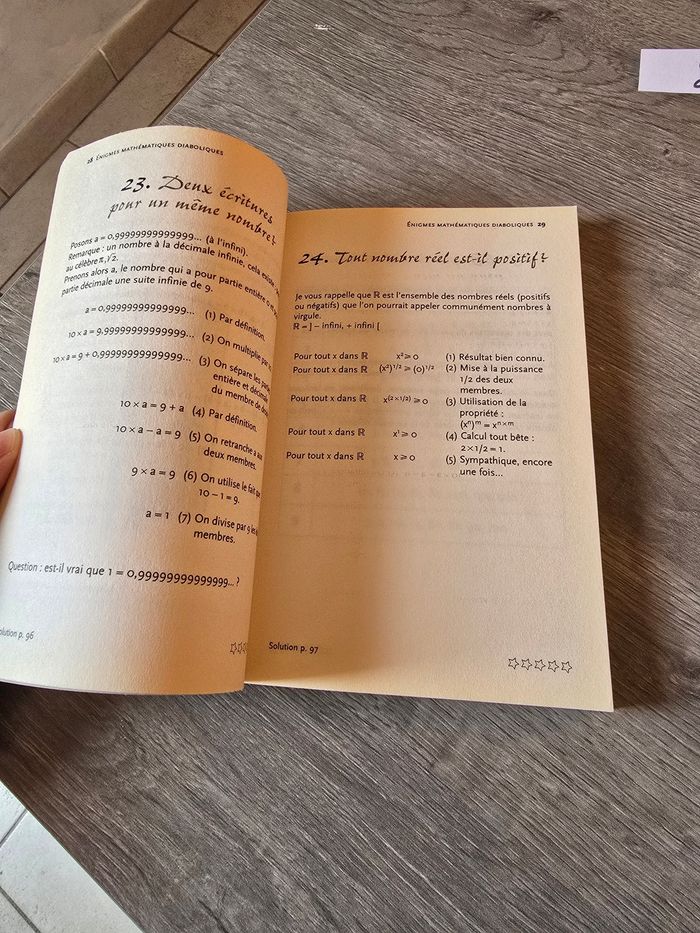 28 ÉNIGMES MATHÉMATIQUES DIABOLIQUES
23. Deux écritures
pour un même nombre?
Posons a = 0,99999999999999... (à l'infini).
Remarque : un nombre à la décimale infinie, cela existe
au célèbre π, √2.
Prenons alors a, le nombre qui a pour partie entière 0
partie décimale une suite infinie de 9.
a = 0,99999999999999... (1) Par définition.
10 × a = 9,99999999999999... (2) On multiplie par
10 × a = 9 + 0,99999999999999... (3) On sépare les
entière et décimale
du membre de
10 × a = 9 + a (4) Par définition.
10 × a – a = 9 (5) On retranche a aux
deux membres.
9 × a = 9 (6) On utilise le fait que
10 – 1 = 9.
a = 1 (7) On divise par 9 les
membres.
Question : est-il vrai que 1 = 0,99999999999999... ?
olution p. 96
ÉNIGMES MATHÉMATIQUES DIABOLIQUES 29
24. Tout nombre réel est-il positif?
Je vous rappelle que ℝ est l'ensemble des nombres réels (positifs
ou négatifs) que l'on pourrait appeler communément nombres à
virgule.
ℝ = ] – infini, + infini [
Pour tout x dans ℝ x² ⩾ 0 (1) Résultat bien connu.
Pour tout x dans ℝ (x²)^1/2 ⩾ (0)^1/2 (2) Mise à la puissance
1/2 des deux
membres.
Pour tout x dans ℝ x^(2×1/2) ⩾ 0 (3) Utilisation de la
propriété :
(xⁿ)ᵐ = xⁿ×ᵐ
Pour tout x dans ℝ x¹ ⩾ 0 (4) Calcul tout bête :
2 × 1/2 = 1.
Pour tout x dans ℝ x ⩾ 0 (5) Sympathique, encore
une fois...
Solution p. 97